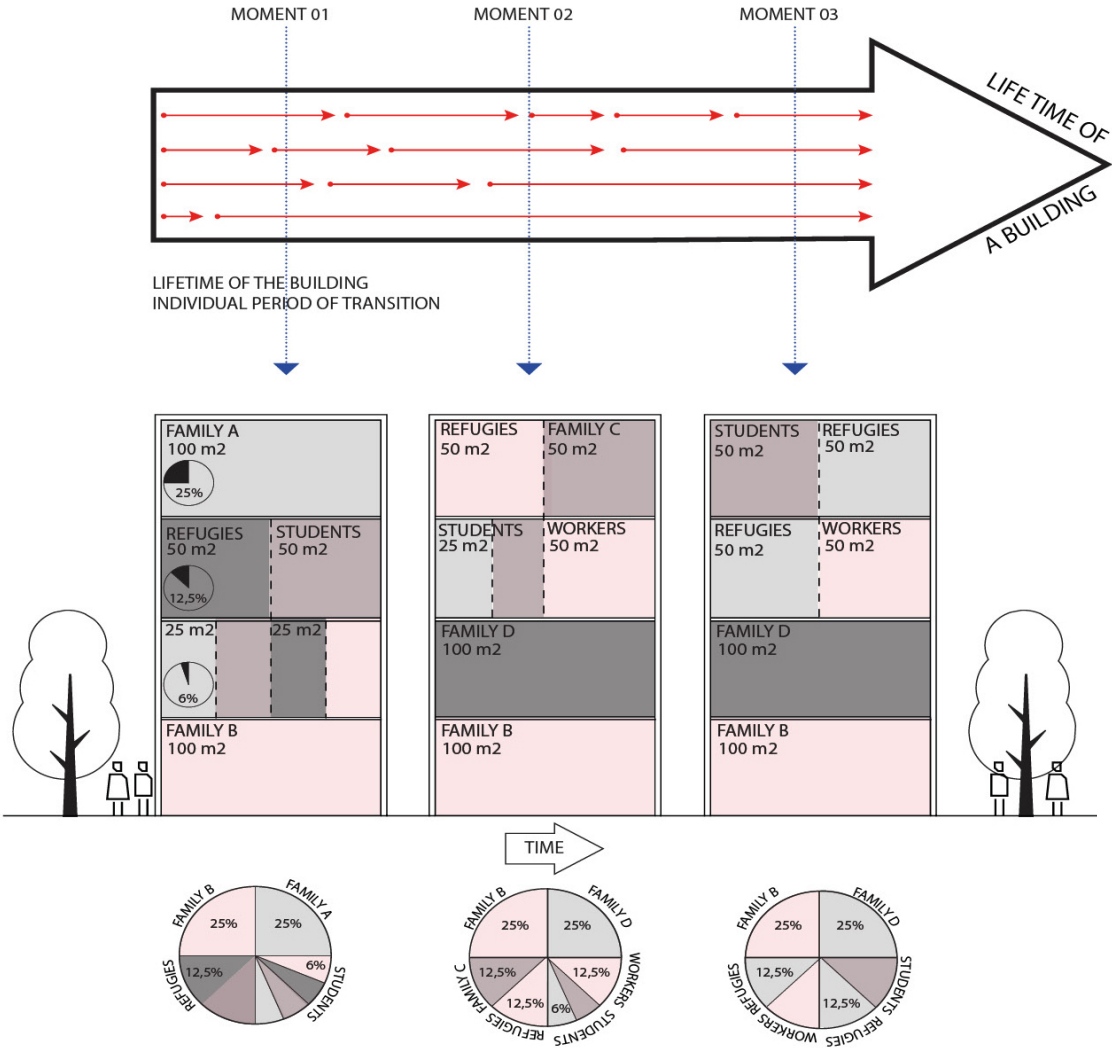 MOMENT 01
MOMENT 02
MOMENT 03
LIFE TIME OF
A BUILDING
LIFETIME OF THE BUILDING
INDIVIDUAL PERIOD OF TRANSITION
FAMILY A
100 m2
25%
REFUGIES
50 m2
12,5%
STUDENTS
50 m2
25 m2
6%
25 m2
FAMILY B
100 m2
REFUGIES
50 m2
FAMILY C
50 m2
STUDENTS
25 m2
WORKERS
50 m2
FAMILY D
100 m2
FAMILY B
100 m2
STUDENTS
50 m2
REFUGIES
50 m2
REFUGIES
50 m2
WORKERS
50 m2
FAMILY D
100 m2
FAMILY B
100 m2
TIME
FAMILY B
FAMILY A
25%
25%
12,5%
6%
REFUGIES
STUDENTS
FAMILY B
FAMILY D
25%
25%
12,5%
12,5%
12,5%
6%
FAMILY C
REFUGIES
STUDENTS
WORKERS
FAMILY B
FAMILY D
25%
25%
12,5%
12,5%
REFUGIES
WORKERS
REFUGIES
STUDENTS